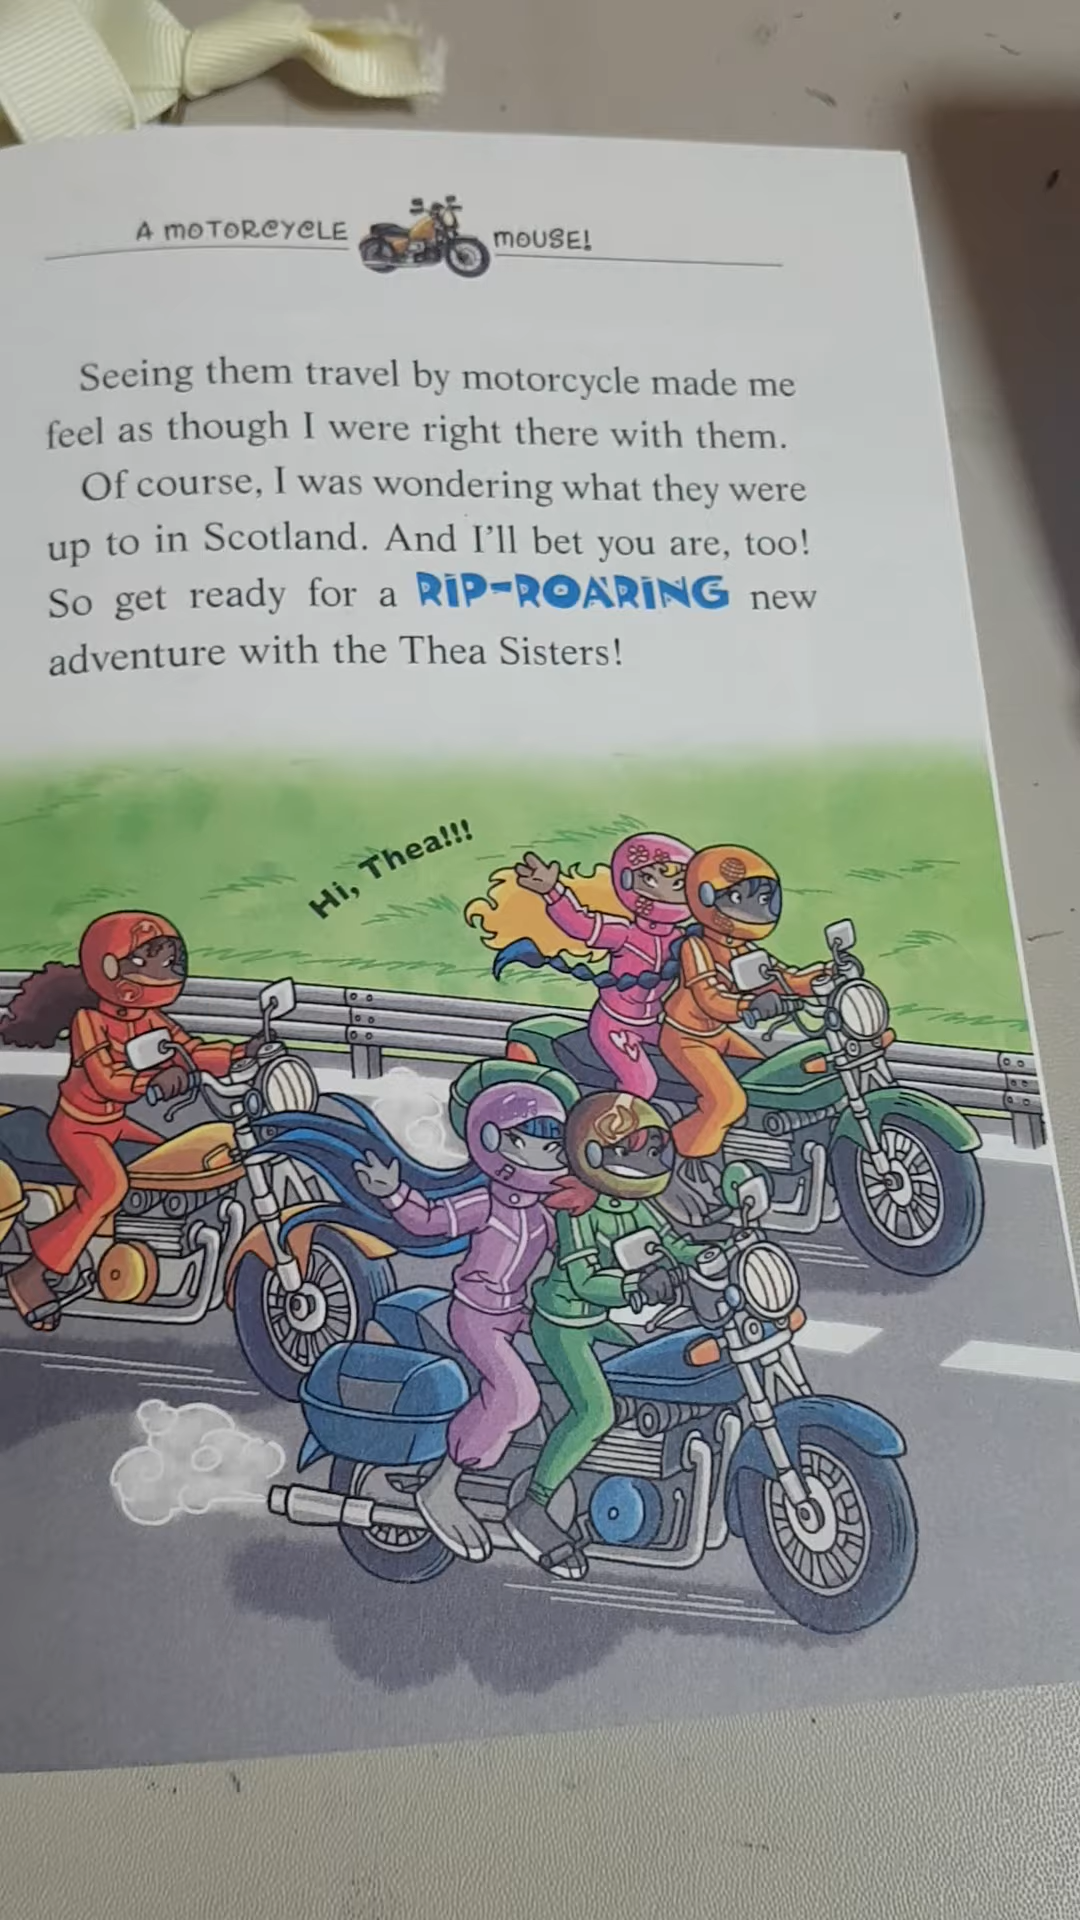 A MOTORCYCLE MOUSE!
Seeing them travel by motorcycle made me
feel as though I were right there with them.
Of course, I was wondering what they were
up to in Scotland. And I'll bet you are, too!
So get ready for a RIP-ROARING new
adventure with the Thea Sisters!
Hi, Thea!!!